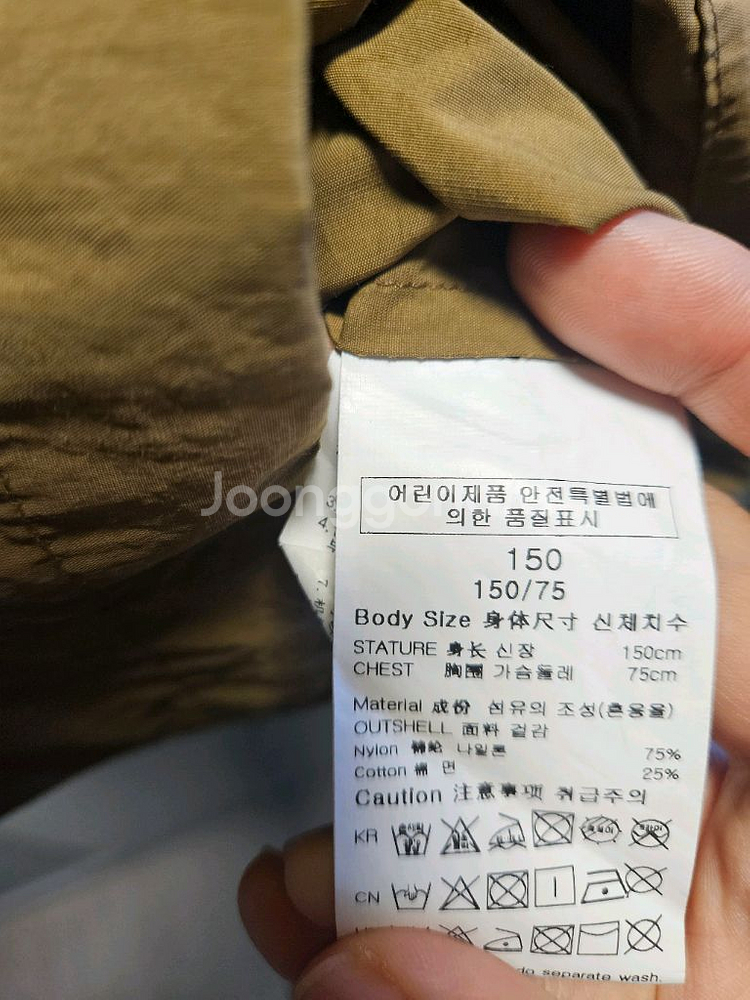 어린이제품 안전특별법에
의한 품질표시
150
150/75
Body Size 身体尺寸 신체치수
STATURE 身长 신장 150cm
CHEST 胸围 가슴둘레 75cm
Material 成份 섬유의 조성(혼용율)
OUTSHELL 面料 겉감
Nylon 锦纶 나일론 75%
Cotton 棉 면 25%
Caution 注意事项 취급주의
KR
CN
do separate wash.